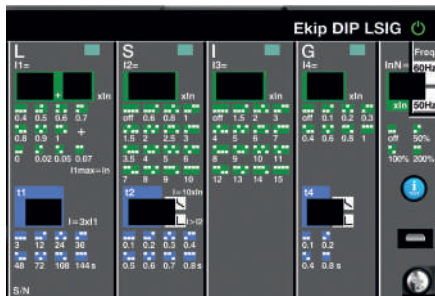 Ekip DIP LSIG
L
I1=
xIn
0.4 0.5 0.6 0.7
0.8 0.9 1 +
0 0.02 0.05 0.07
I1max=In
t1
I=3xI1
3 12 24 36
48 72 108 144s
S/N
S
I2=
xIn
off 0.6 0.8 1
1.5 2 2.5 3
3.5 4 5 6
7 8 9 10
t2
I=10xIn
I>I2
0.1 0.2 0.3 0.4
0.5 0.6 0.7 0.8s
I
I3=
xIn
off 1.5 2 3
4 5 6 7
8 9 10 11
12 13 14 15
G
I4=
xIn
off 0.1 0.2 0.3
0.4 0.6 0.8 1
t4
0.1 0.2
0.4 0.8s
InN=
xIn
off 50%
100% 200%
Freq
60Hz
50Hz